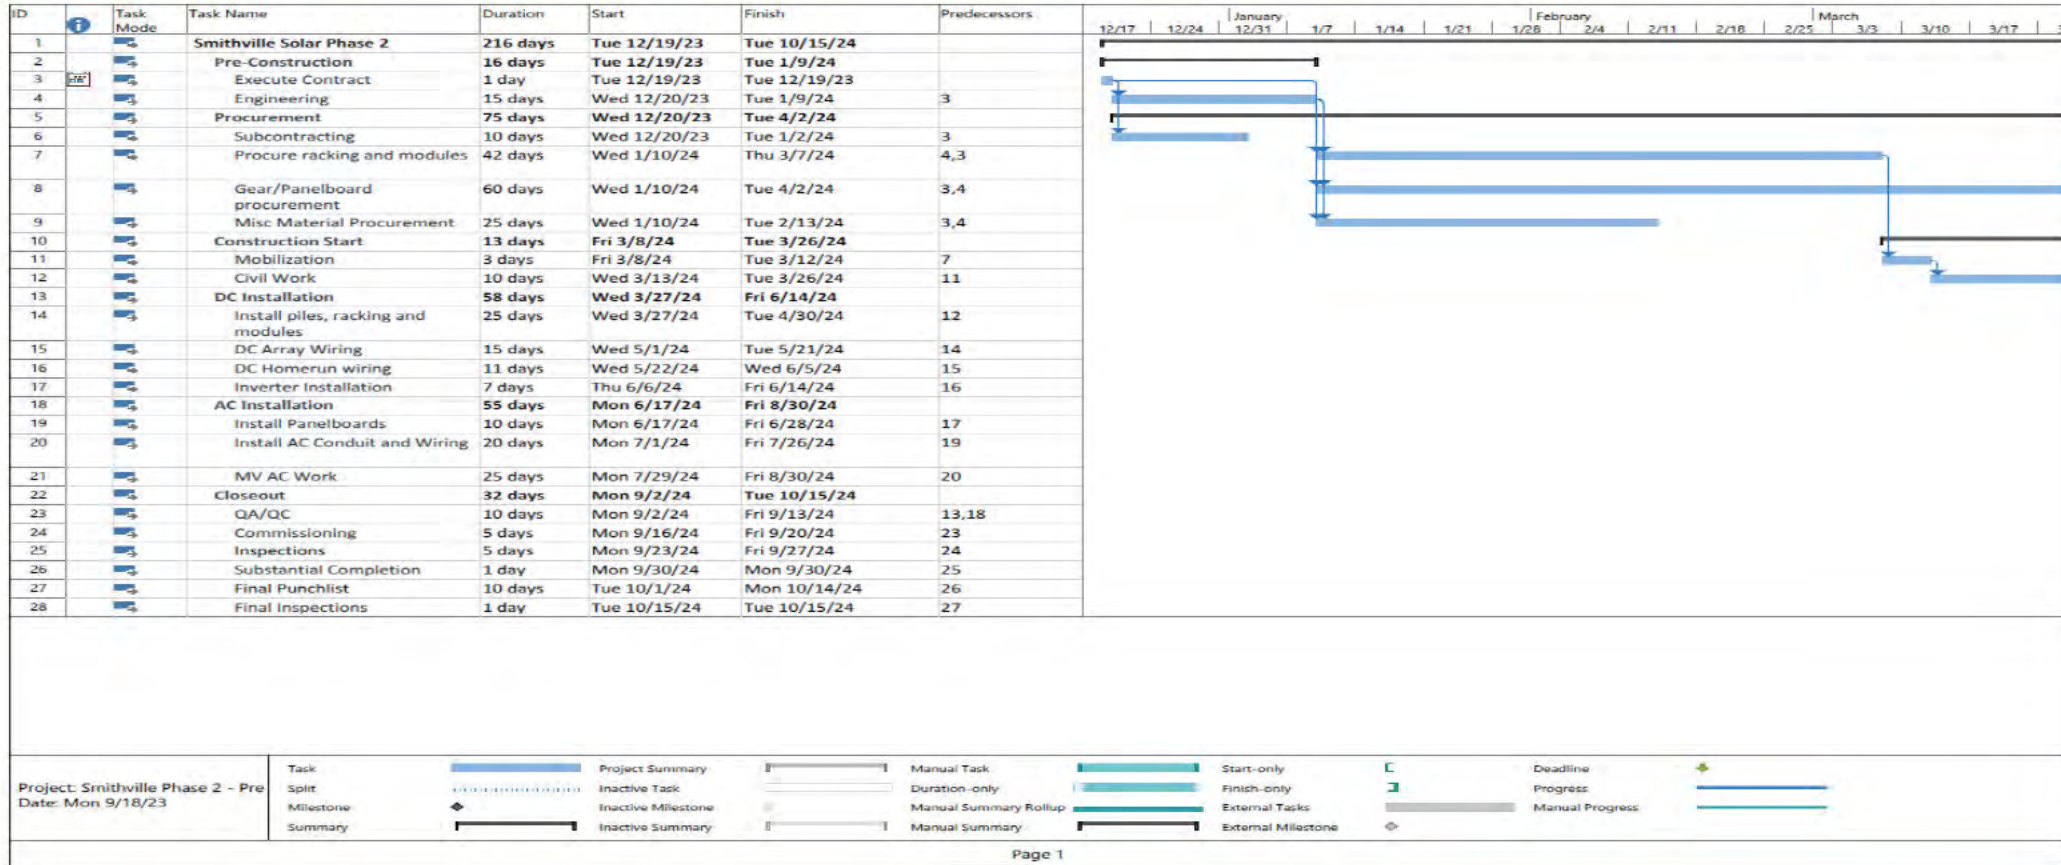 ID Task Mode Task Name Duration Start Finish Predecessors
January February March
12/17 12/24 12/31 1/7 1/14 1/21 1/28 2/4 2/11 2/18 2/25 3/3 3/10 3/17
1 Smithville Solar Phase 2 216 days Tue 12/19/23 Tue 10/15/24
2 Pre-Construction 16 days Tue 12/19/23 Tue 1/9/24
3 Execute Contract 1 day Tue 12/19/23 Tue 12/19/23
4 Engineering 15 days Wed 12/20/23 Tue 1/9/24 3
5 Procurement 75 days Wed 12/20/23 Tue 4/2/24
6 Subcontracting 10 days Wed 12/20/23 Tue 1/2/24 3
7 Procure racking and modules 42 days Wed 1/10/24 Thu 3/7/24 4,3
8 Gear/Panelboard procurement 60 days Wed 1/10/24 Tue 4/2/24 3,4
9 Misc Material Procurement 25 days Wed 1/10/24 Tue 2/13/24 3,4
10 Construction Start 13 days Fri 3/8/24 Tue 3/26/24
11 Mobilization 3 days Fri 3/8/24 Tue 3/12/24 7
12 Civil Work 10 days Wed 3/13/24 Tue 3/26/24 11
13 DC Installation 58 days Wed 3/27/24 Fri 6/14/24
14 Install piles, racking and modules 25 days Wed 3/27/24 Tue 4/30/24 12
15 DC Array Wiring 15 days Wed 5/1/24 Tue 5/21/24 14
16 DC Homerun wiring 11 days Wed 5/22/24 Wed 6/5/24 15
17 Inverter Installation 7 days Thu 6/6/24 Fri 6/14/24 16
18 AC Installation 55 days Mon 6/17/24 Fri 8/30/24
19 Install Panelboards 10 days Mon 6/17/24 Fri 6/28/24 17
20 Install AC Conduit and Wiring 20 days Mon 7/1/24 Fri 7/26/24 19
21 MV AC Work 25 days Mon 7/29/24 Fri 8/30/24 20
22 Closeout 32 days Mon 9/2/24 Tue 10/15/24
23 QA/QC 10 days Mon 9/2/24 Fri 9/13/24 13,18
24 Commissioning 5 days Mon 9/16/24 Fri 9/20/24 23
25 Inspections 5 days Mon 9/23/24 Fri 9/27/24 24
26 Substantial Completion 1 day Mon 9/30/24 Mon 9/30/24 25
27 Final Punchlist 10 days Tue 10/1/24 Mon 10/14/24 26
28 Final Inspections 1 day Tue 10/15/24 Tue 10/15/24 27
Project: Smithville Phase 2 - Pre
Date: Mon 9/18/23
Task Project Summary Manual Task Start-only Deadline
Split Inactive Task Duration-only Finish-only Progress
Milestone Inactive Milestone Manual Summary Rollup External Tasks Manual Progress
Summary Inactive Summary Manual Summary External Milestone
Page 1